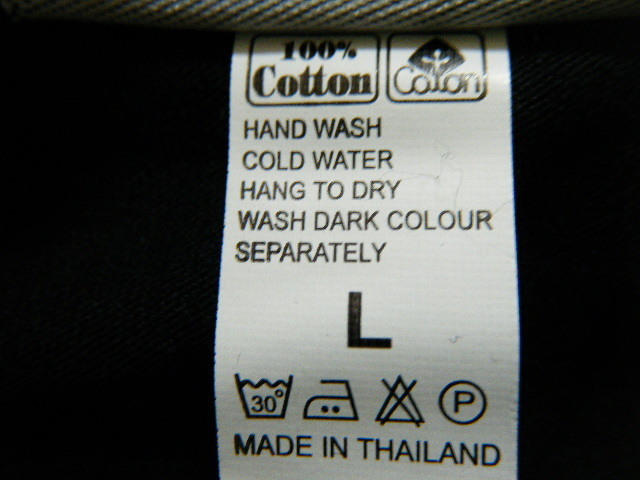 100% Cotton
Cotton
HAND WASH
COLD WATER
HANG TO DRY
WASH DARK COLOUR
SEPARATELY
L
30° P
MADE IN THAILAND